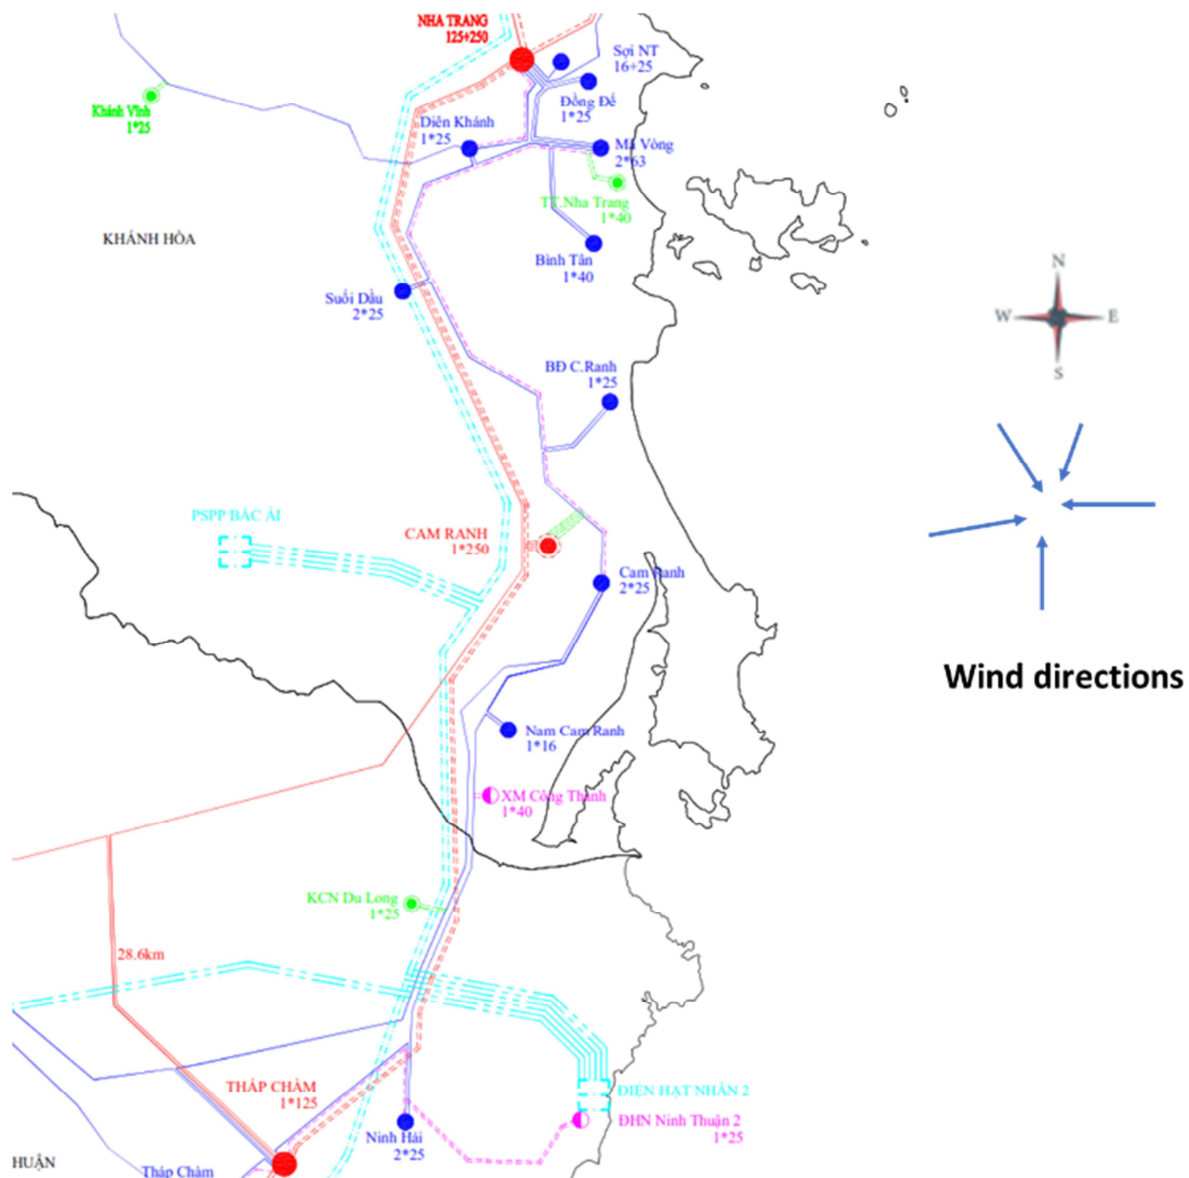 NHA TRANG
125+250
Sợi NT
16+25
Khánh Vĩnh
1*25
Đồng Đế
1*25
Diên Khánh
1*25
Mã Vòng
2*63
TT.Nha Trang
1*40
KHÁNH HÒA
Bình Tân
1*40
N
W
E
S
Suối Dầu
2*25
BĐ C.Ranh
1*25
PSPP BÁC ÁI
CAM RANH
1*250
Cam Ranh
2*25
Wind directions
Nam Cam Ranh
1*16
XM Công Thành
1*40
KCN Du Long
1*25
28.6km
THÁP CHÀM
1*125
ĐIỆN HẠT NHÂN 2
ĐHN Ninh Thuận 2
1*25
Ninh Hải
2*25
HUẬN
Tháp Chàm